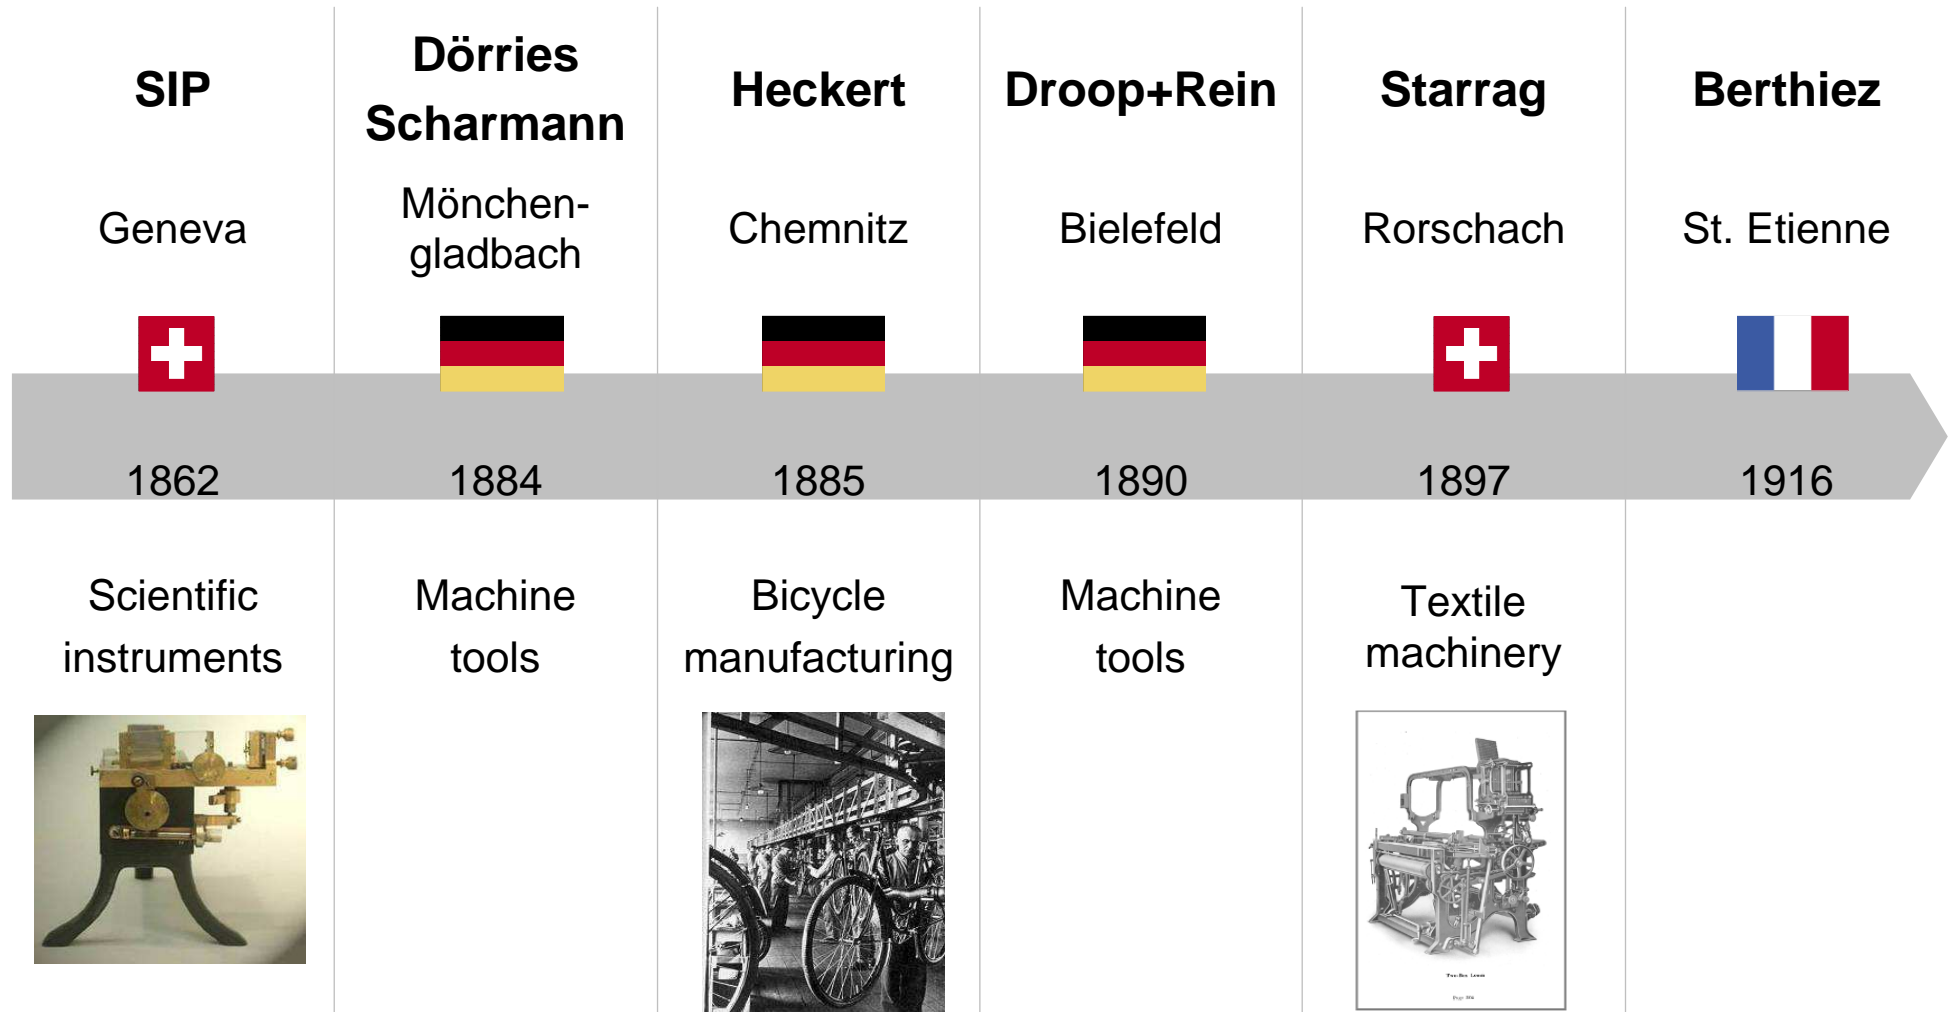 SIP
Dörries
Scharmann
Heckert
Droop+Rein
Starrag
Berthiez
Geneva
Mönchen-
gladbach
Chemnitz
Bielefeld
Rorschach
St. Etienne
1862
1884
1885
1890
1897
1916
Scientific
instruments
Machine
tools
Bicycle
manufacturing
Machine
tools
Textile
machinery